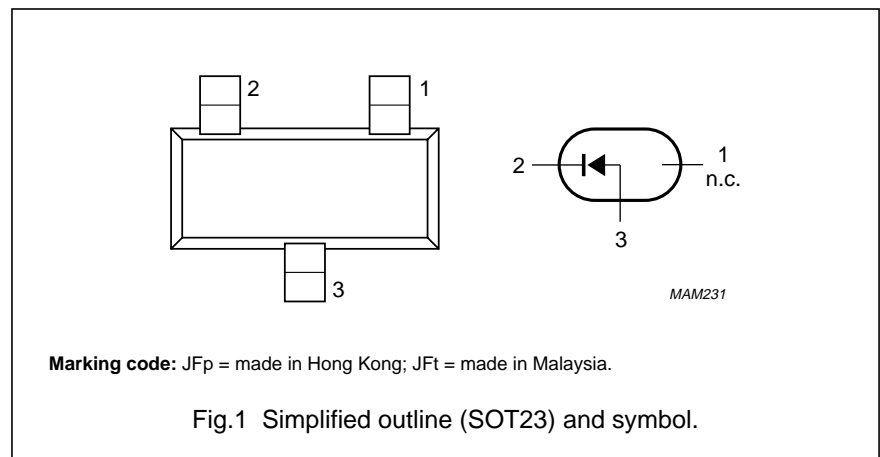 2
1
3
2
1
n.c.
3
MAM231
Marking code: JFp = made in Hong Kong; JFt = made in Malaysia.
Fig.1 Simplified outline (SOT23) and symbol.